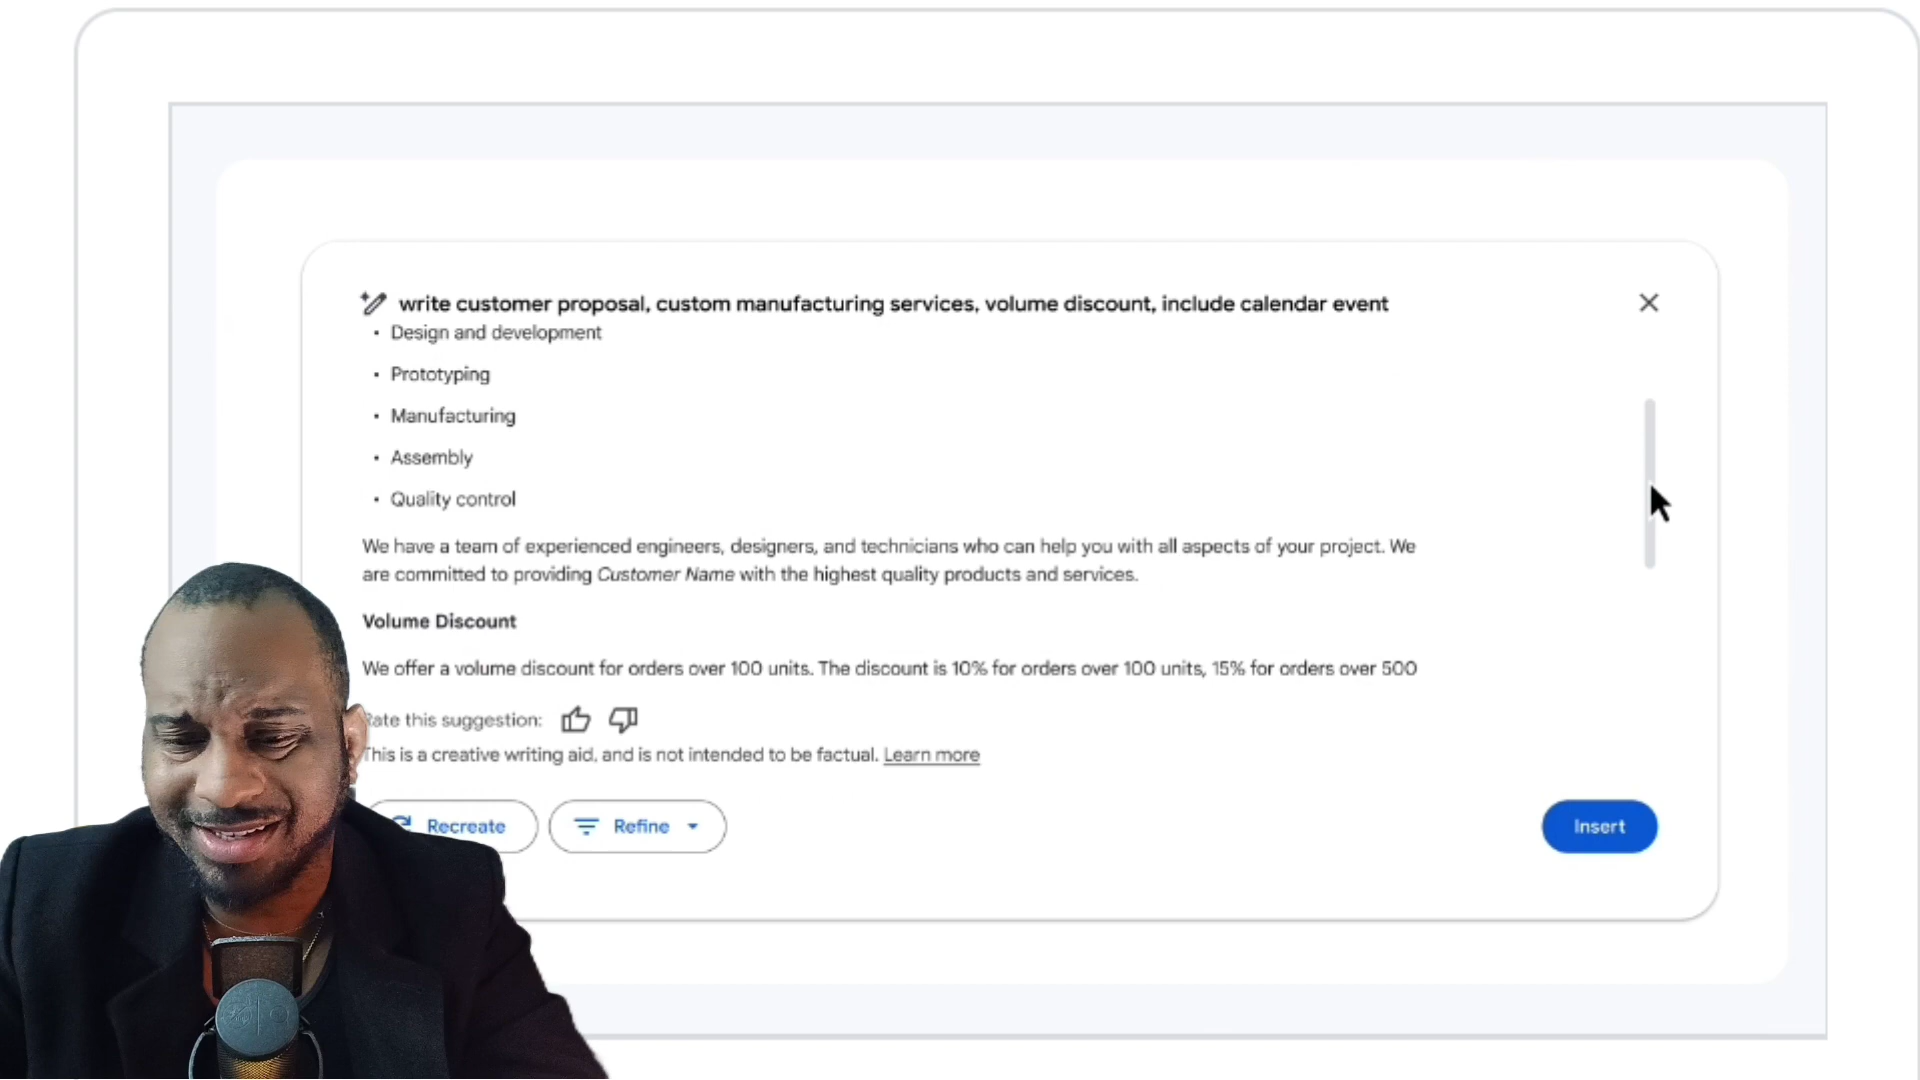 write customer proposal, custom manufacturing services, volume discount, include calendar event
• Design and development
• Prototyping
• Manufacturing
• Assembly
• Quality control
We have a team of experienced engineers, designers, and technicians who can help you with all aspects of your project. We
are committed to providing Customer Name with the highest quality products and services.
Volume Discount
We offer a volume discount for orders over 100 units. The discount is 10% for orders over 100 units, 15% for orders over 500
Rate this suggestion:
This is a creative writing aid, and is not intended to be factual. Learn more
Recreate
Refine
Insert